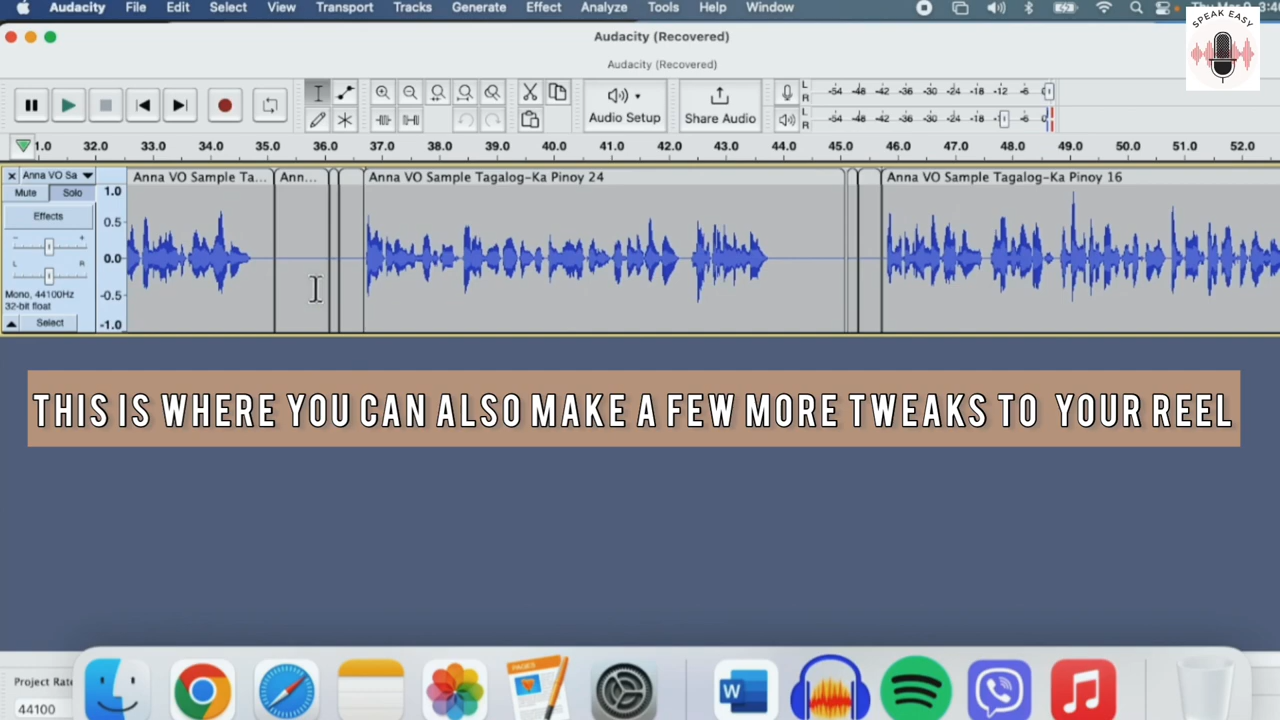 Audacity File Edit Select View Transport Tracks Generate Effect Analyze Tools Help Window
SPEAK EASY
Audacity (Recovered)
Audacity (Recovered)
Audio Setup
Share Audio
L -54 -48 -42 -36 -30 -24 -18 -12 -6
R
L -54 -48 -42 -36 -30 -24 -18
R
1.0 32.0 33.0 34.0 35.0 36.0 37.0 38.0 39.0 40.0 41.0 42.0 43.0 44.0 45.0 46.0 47.0 48.0 49.0 50.0 51.0 52.0
Anna VO Sa
Anna VO Sample Ta...
Ann...
Anna VO Sample Tagalog-Ka Pinoy 24
Anna VO Sample Tagalog-Ka Pinoy 16
Mute Solo
Effects
- +
L R
Mono, 44100Hz
32-bit float
Select
1.0
0.5
0.0
-0.5
-1.0
THIS IS WHERE YOU CAN ALSO MAKE A FEW MORE TWEAKS TO YOUR REEL
PAGES
W
Project Rate
44100